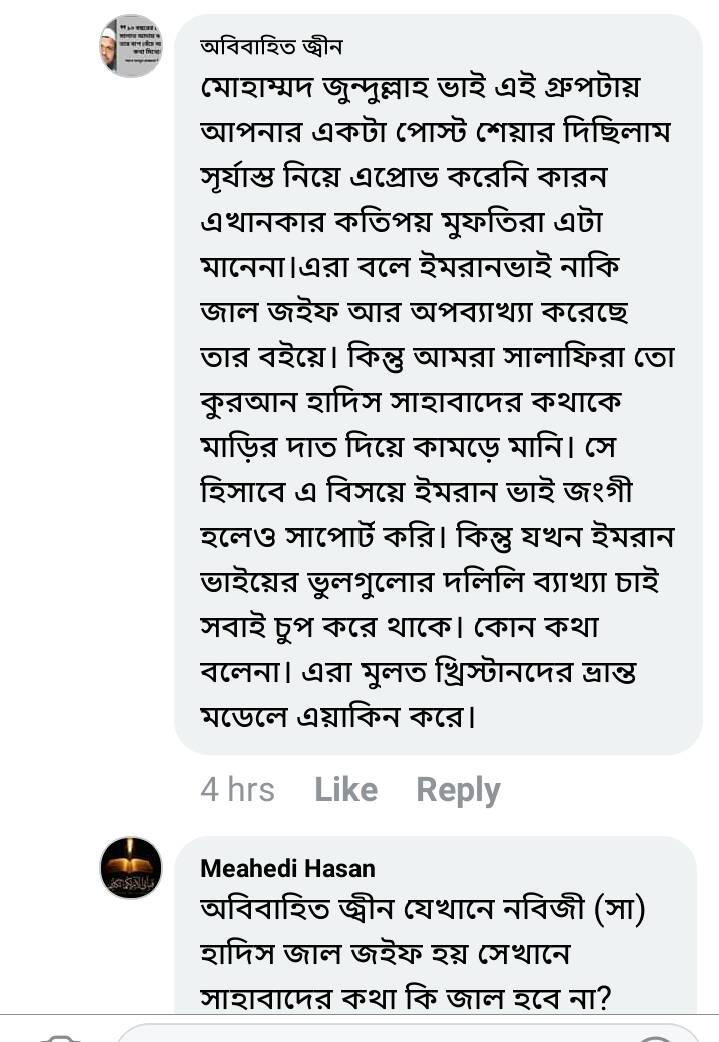 অবিবাহিত জ্বীন
মোহাম্মদ জুন্দুল্লাহ ভাই এই গ্রুপটায়
আপনার একটা পোস্ট শেয়ার দিছিলাম
সূর্যাস্ত নিয়ে এপ্রোভ করেনি কারন
এখানকার কতিপয় মুফতিরা এটা
মানেনা।এরা বলে ইমরানভাই নাকি
জাল জইফ আর অপব্যাখ্যা করেছে
তার বইয়ে। কিন্তু আমরা সালাফিরা তো
কুরআন হাদিস সাহাবাদের কথাকে
মাড়ির দাত দিয়ে কামড়ে মানি। সে
হিসাবে এ বিসয়ে ইমরান ভাই জংগী
হলেও সাপোর্ট করি। কিন্তু যখন ইমরান
ভাইয়ের ভুলগুলোর দলিলি ব্যাখ্যা চাই
সবাই চুপ করে থাকে। কোন কথা
বলেনা। এরা মুলত খ্রিস্টানদের ভ্রান্ত
মডেলে এয়াকিন করে।
4 hrs Like Reply
Meahedi Hasan
অবিবাহিত জ্বীন যেখানে নবিজী (সা)
হাদিস জাল জইফ হয় সেখানে
সাহাবাদের কথা কি জাল হবে না?